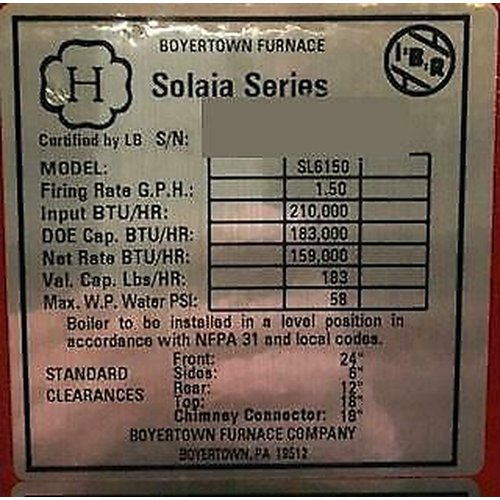 BOYERTOWN FURNACE
H
I=B=R
Solaia Series
Certified by LB S/N:
MODEL: SL6150
Firing Rate G.P.H.: 1.50
Input BTU/HR: 210,000
DOE Cap. BTU/HR: 183,000
Net Rate BTU/HR: 159,000
Val. Cap. Lbs/HR: 183
Max. W.P. Water PSI: 58
Boiler to be installed in a level position in
accordance with NFPA 31 and local codes.
STANDARD CLEARANCES
Front: 24"
Sides: 6"
Rear: 12"
Top: 18"
Chimney Connector: 18"
BOYERTOWN FURNACE COMPANY
BOYERTOWN, PA 19512